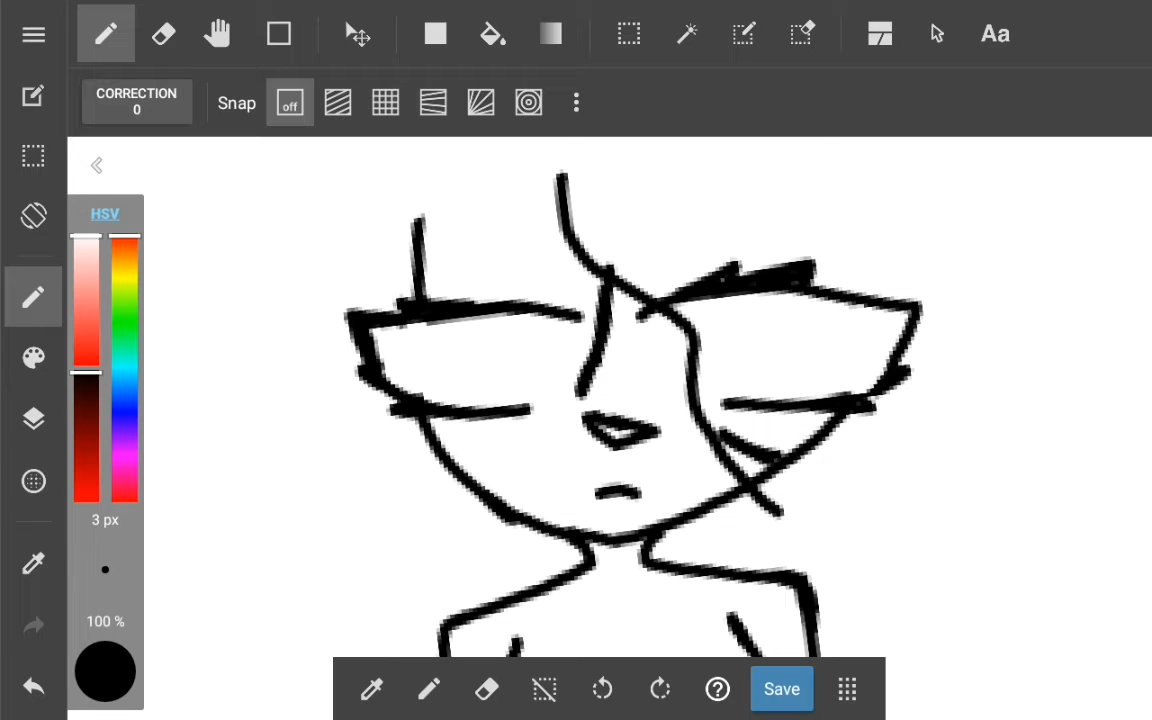 Aa
CORRECTION
0
Snap
off
HSV
3 px
100 %
Save